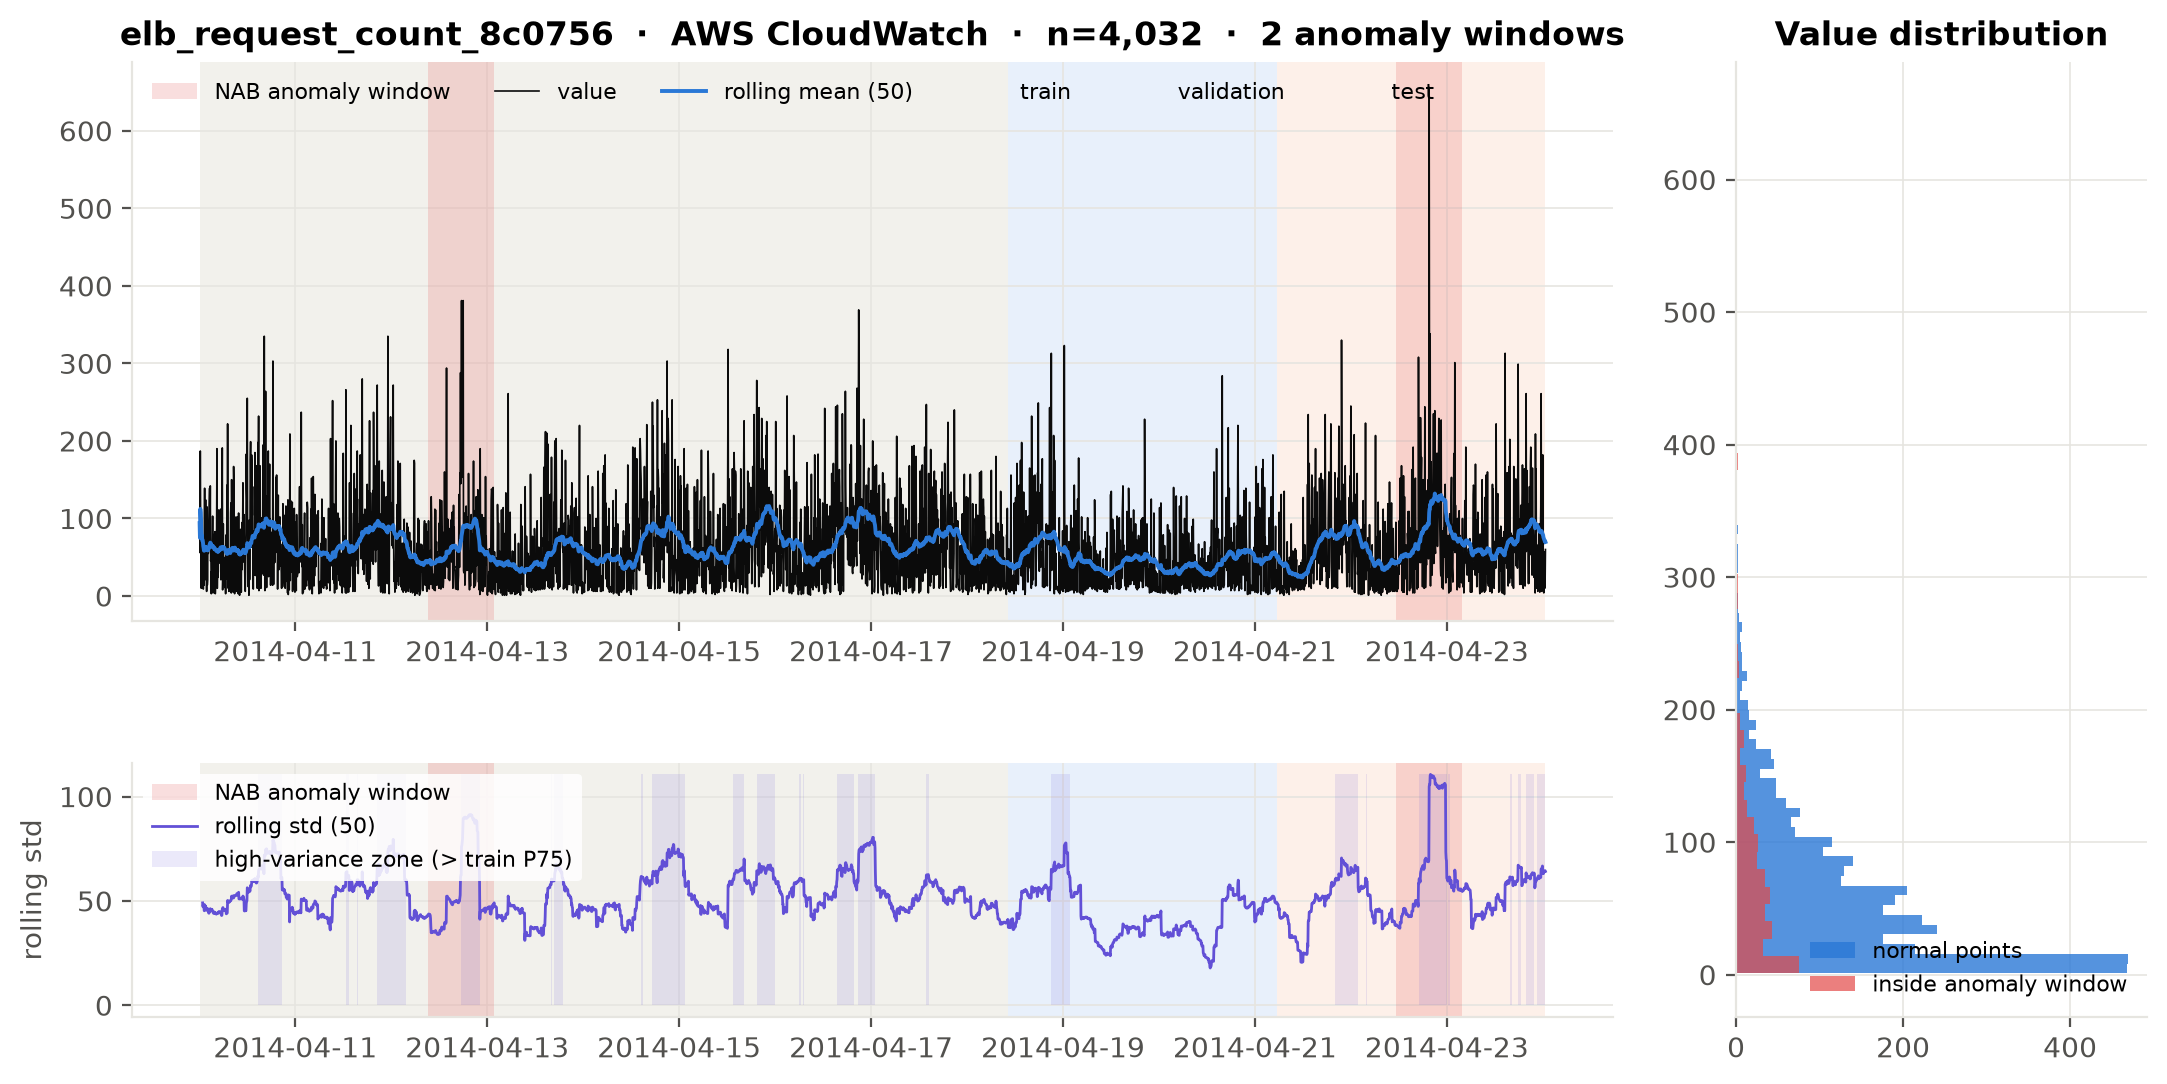 elb_request_count_8c0756 · AWS CloudWatch · n=4,032 · 2 anomaly windows
Value distribution
NAB anomaly window
value
rolling mean (50)
train
validation
test
600
500
400
300
200
100
0
2014-04-11
2014-04-13
2014-04-15
2014-04-17
2014-04-19
2014-04-21
2014-04-23
rolling std
100
50
0
NAB anomaly window
rolling std (50)
high-variance zone (> train P75)
2014-04-11
2014-04-13
2014-04-15
2014-04-17
2014-04-19
2014-04-21
2014-04-23
600
500
400
300
200
100
0
normal points
inside anomaly window
0
200
400